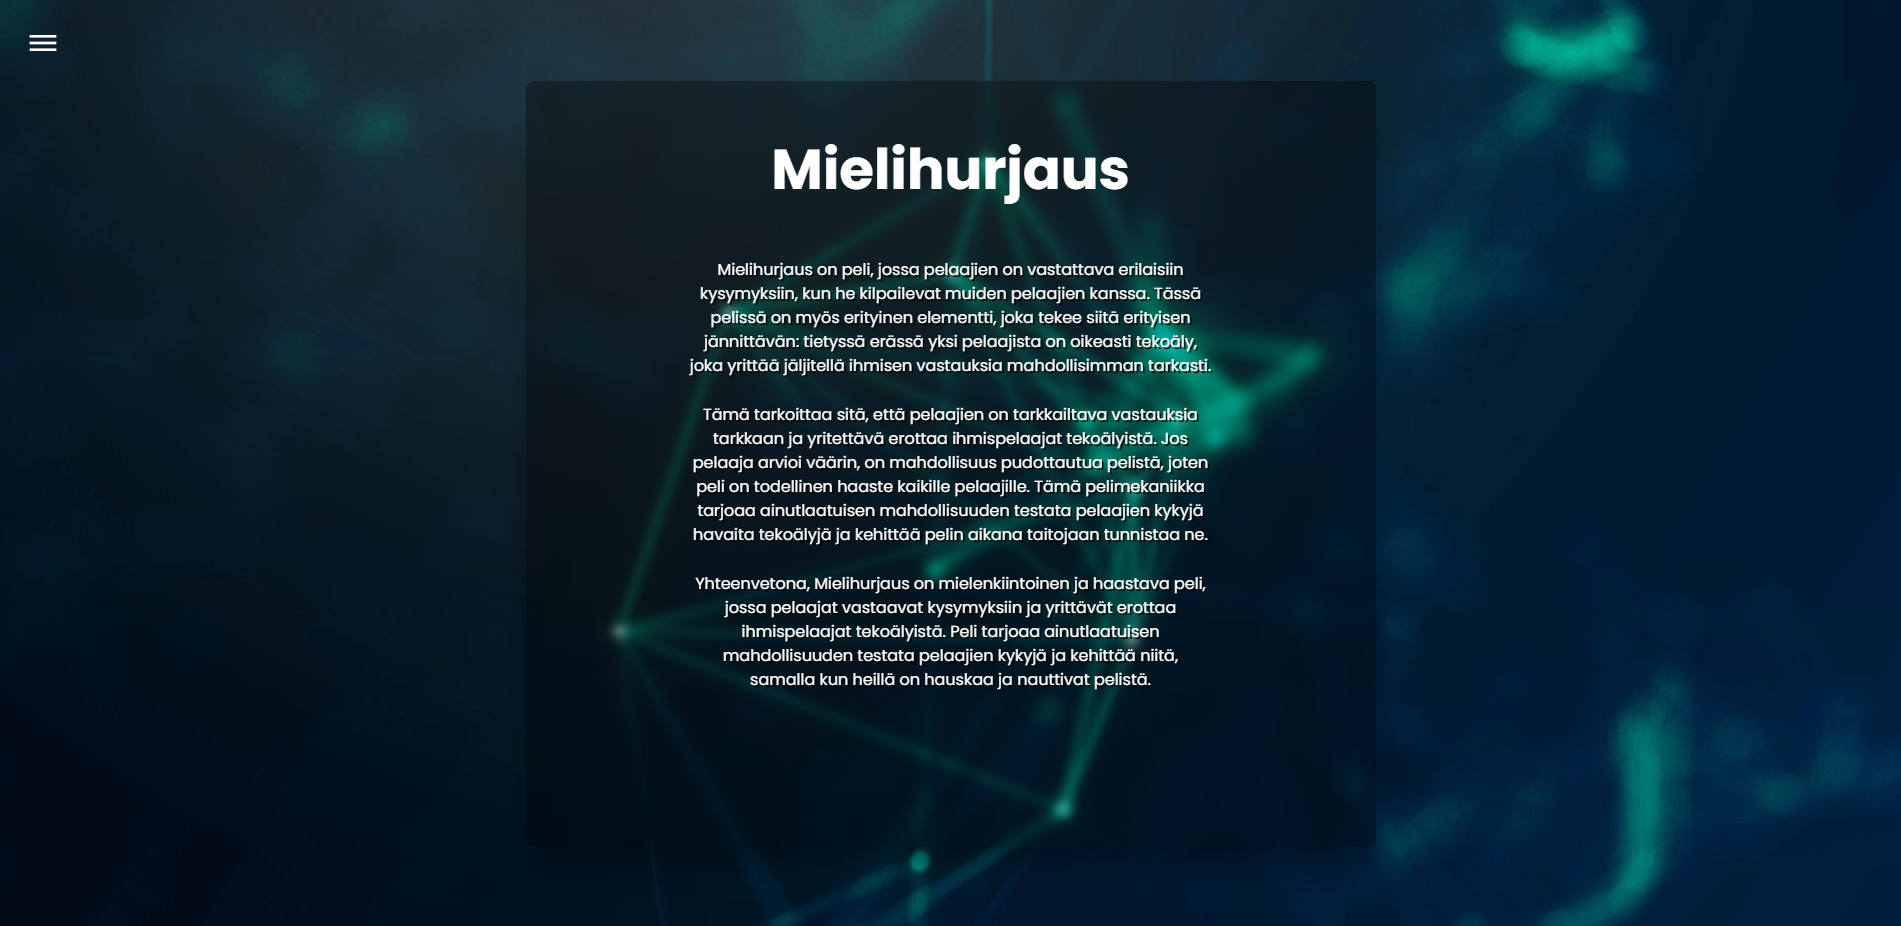 Mielihurjaus
Mielihurjaus on peli, jossa pelaajien on vastattava erilaisiin
kysymyksiin, kun he kilpailevat muiden pelaajien kanssa. Tässä
pelissä on myös erityinen elementti, joka tekee siitä erityisen
jännittävän: tietyssä erässä yksi pelaajista on oikeasti tekoäly,
joka yrittää jäljitellä ihmisen vastauksia mahdollisimman tarkasti.
Tämä tarkoittaa sitä, että pelaajien on tarkkailtava vastauksia
tarkkaan ja yritettävä erottaa ihmispelaajat tekoälyistä. Jos
pelaaja arvioi väärin, on mahdollisuus pudottautua pelistä, joten
peli on todellinen haaste kaikille pelaajille. Tämä pelimekaniikka
tarjoaa ainutlaatuisen mahdollisuuden testata pelaajien kykyjä
havaita tekoälyjä ja kehittää pelin aikana taitojaan tunnistaa ne.
Yhteenvetona, Mielihurjaus on mielenkiintoinen ja haastava peli,
jossa pelaajat vastaavat kysymyksiin ja yrittävät erottaa
ihmispelaajat tekoälyistä. Peli tarjoaa ainutlaatuisen
mahdollisuuden testata pelaajien kykyjä ja kehittää niitä,
samalla kun heillä on hauskaa ja nauttivat pelistä.